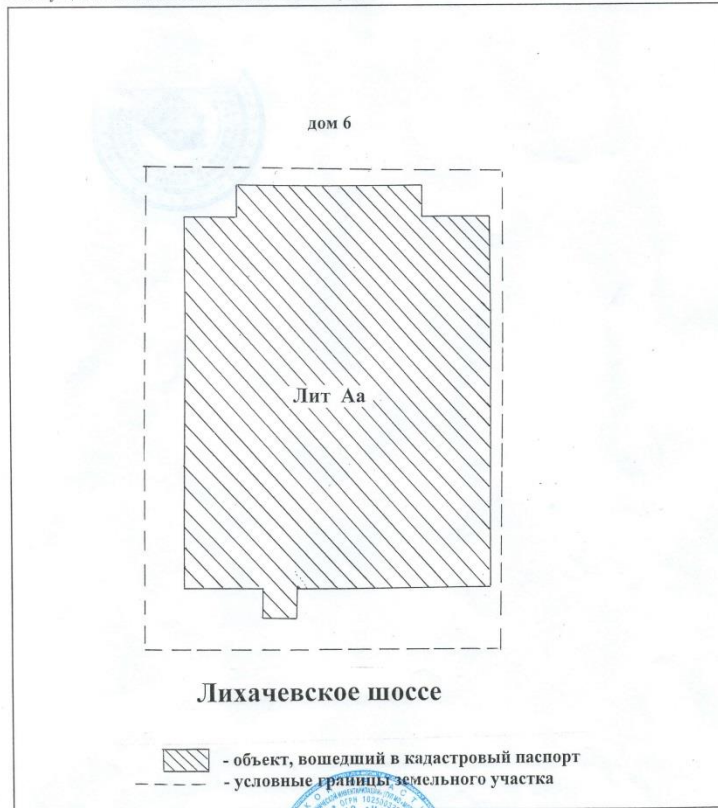 дом 6
Лит Аа
Лихачевское шоссе
- объект, вошедший в кадастровый паспорт
- условные границы земельного участка